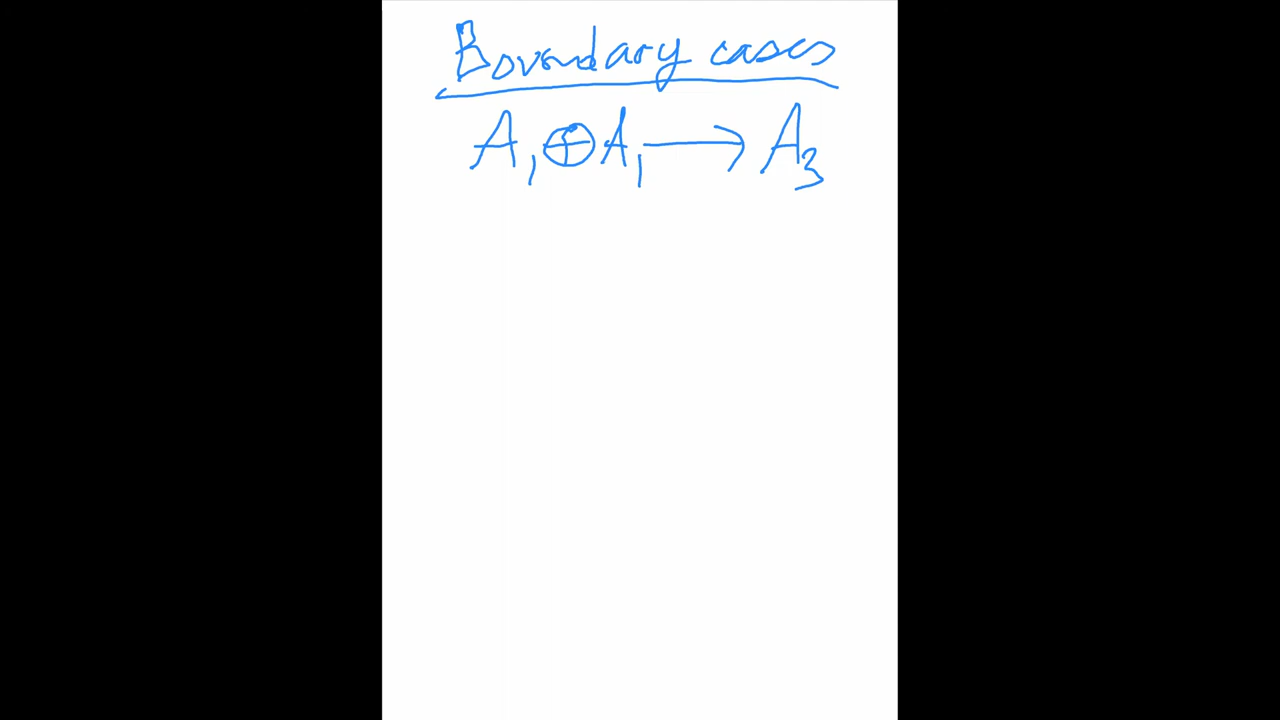 Boundary cases
A₁ ⊕ A₁ ⟶ A₃